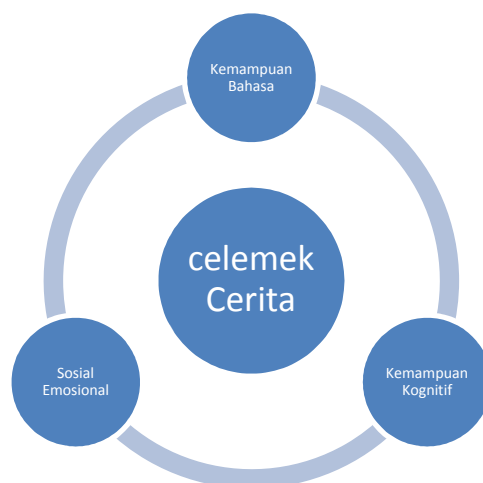 Kemampuan
Bahasa
celemek
Cerita
Sosial
Emosional
Kemampuan
Kognitif